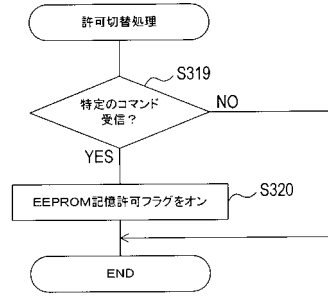 許可切替処理
S319
特定のコマンド
受信？
NO
YES
S320
EEPROM記憶許可フラグをオン
END